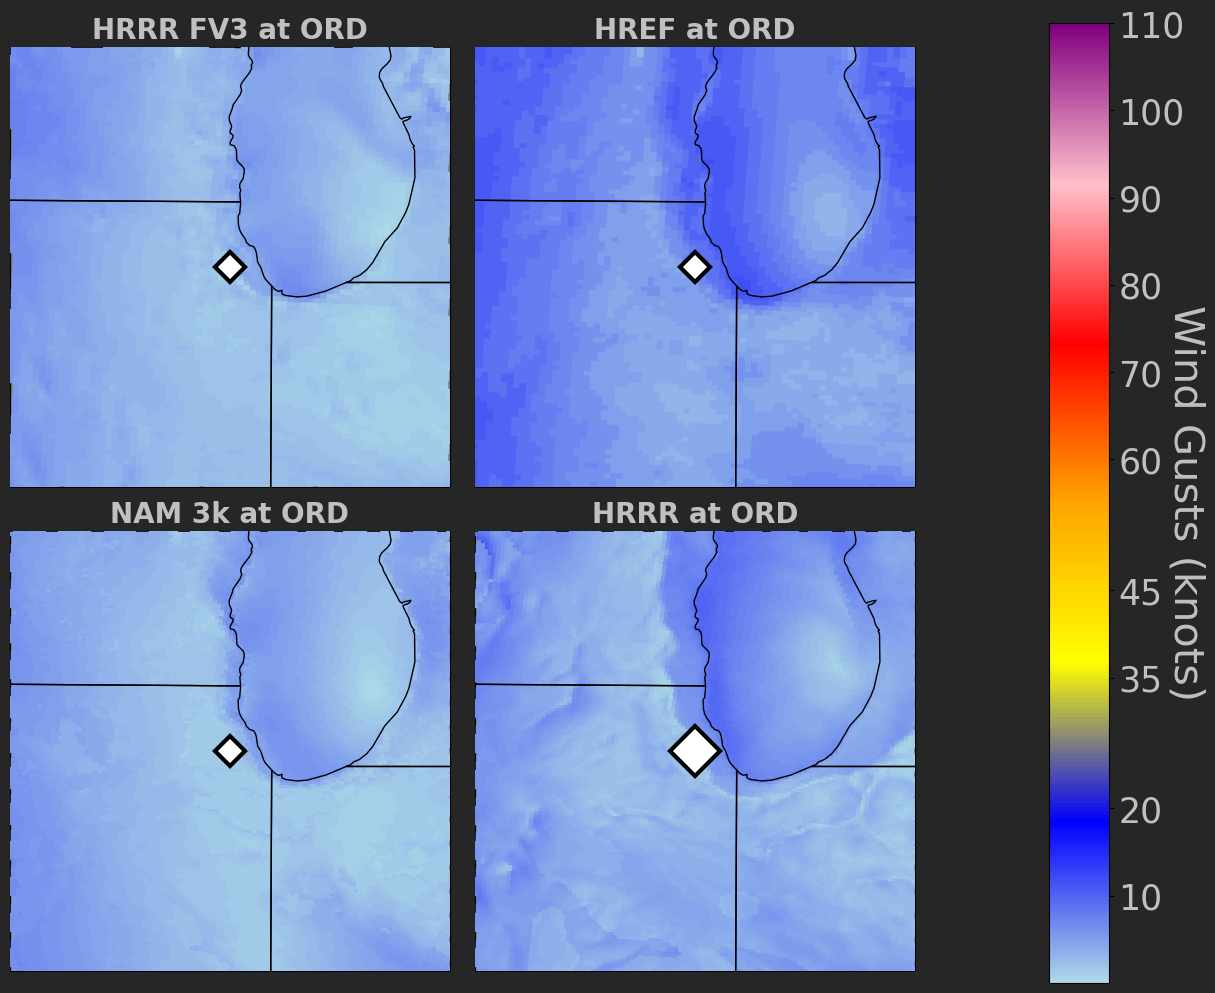 HRRR FV3 at ORD
HREF at ORD
NAM 3k at ORD
HRRR at ORD
110
100
90
80
70
60
45
35
20
10
Wind Gusts (knots)